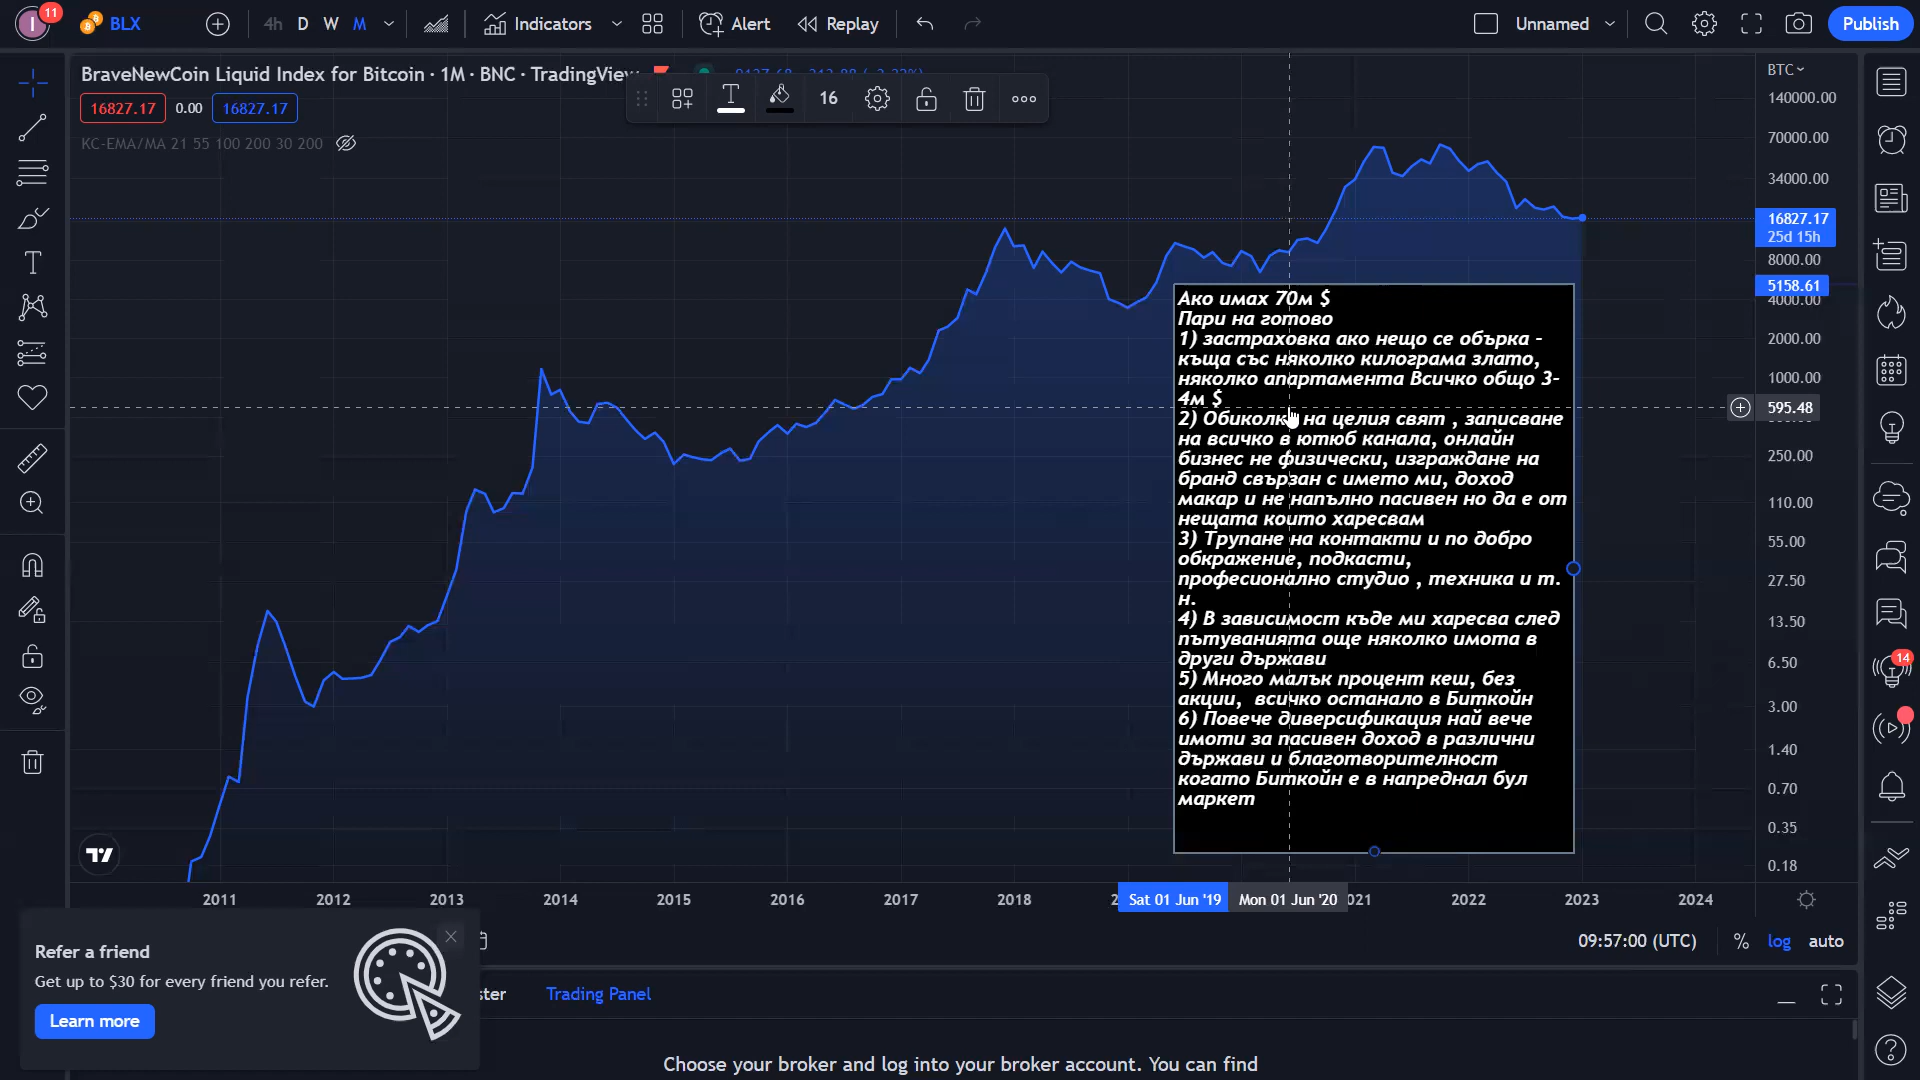 11
BLX
4h D W M
Indicators
Alert
Replay
Unnamed
Publish
BraveNewCoin Liquid Index for Bitcoin · 1M · BNC · TradingView
16827.17 0.00 16827.17
KC-EMA/MA 21 55 100 200 30 200
16
BTC
140000.00
70000.00
34000.00
16827.17
25d 15h
8000.00
5158.61
4000.00
2000.00
1000.00
595.48
250.00
110.00
55.00
27.50
13.50
6.50
3.00
1.40
0.70
0.35
0.18
14
Ако имах 70м $
Пари на готово
1) застраховка ако нещо се обърка -
къща със няколко килограма злато,
няколко апартамента Всичко общо 3-
4м $
2) Обиколка на целия свят , записване
на всичко в ютюб канала, онлайн
бизнес не физически, изграждане на
бранд свързан с името ми, доход
макар и не напълно пасивен но да е от
нещата които харесвам
3) Трупане на контакти и по добро
обкражение, подкасти,
професионално студио , техника и т.
н.
4) В зависимост къде ми харесва след
пътуванията още няколко имота в
други държави
5) Много малък процент кеш, без
акции, всичко останало в Биткойн
6) Повече диверсификация най вече
имоти за пасивен доход в различни
държави и благотворителност
когато Биткойн е в напреднал бул
маркет
2011 2012 2013 2014 2015 2016 2017 2018 Sat 01 Jun '19 Mon 01 Jun '20 2022 2023 2024
09:57:00 (UTC) % log auto
Refer a friend
Get up to $30 for every friend you refer.
Learn more
Trading Panel
Choose your broker and log into your broker account. You can find